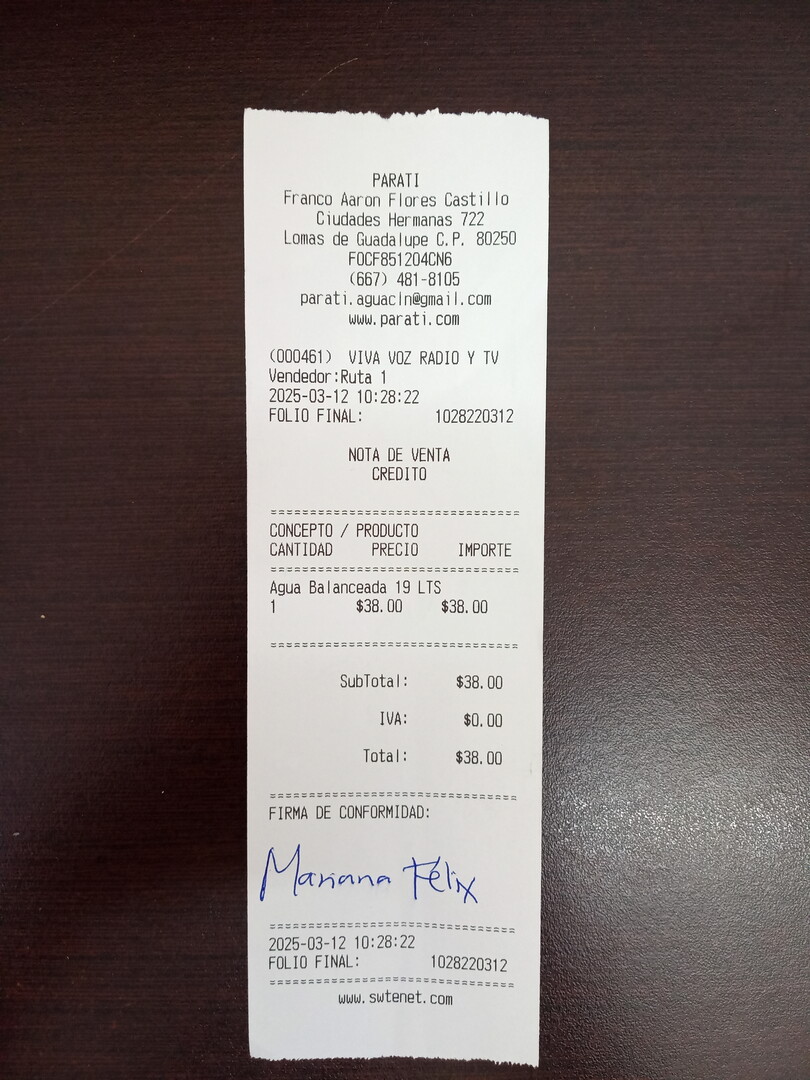 PARATI
Franco Aaron Flores Castillo
Ciudades Hermanas 722
Lomas de Guadalupe C.P. 80250
FOCF851204CN6
(667) 481-8105
parati.aguacln@gmail.com
www.parati.com
(000461) VIVA VOZ RADIO Y TV
Vendedor:Ruta 1
2025-03-12 10:28:22
FOLIO FINAL: 1028220312
NOTA DE VENTA
CREDITO
================================
CONCEPTO / PRODUCTO
CANTIDAD PRECIO IMPORTE
================================
Agua Balanceada 19 LTS
1 $38.00 $38.00
================================
SubTotal: $38.00
IVA: $0.00
Total: $38.00
================================
FIRMA DE CONFORMIDAD:
Mariana Félix
================================
2025-03-12 10:28:22
FOLIO FINAL: 1028220312
================================
www.swtenet.com